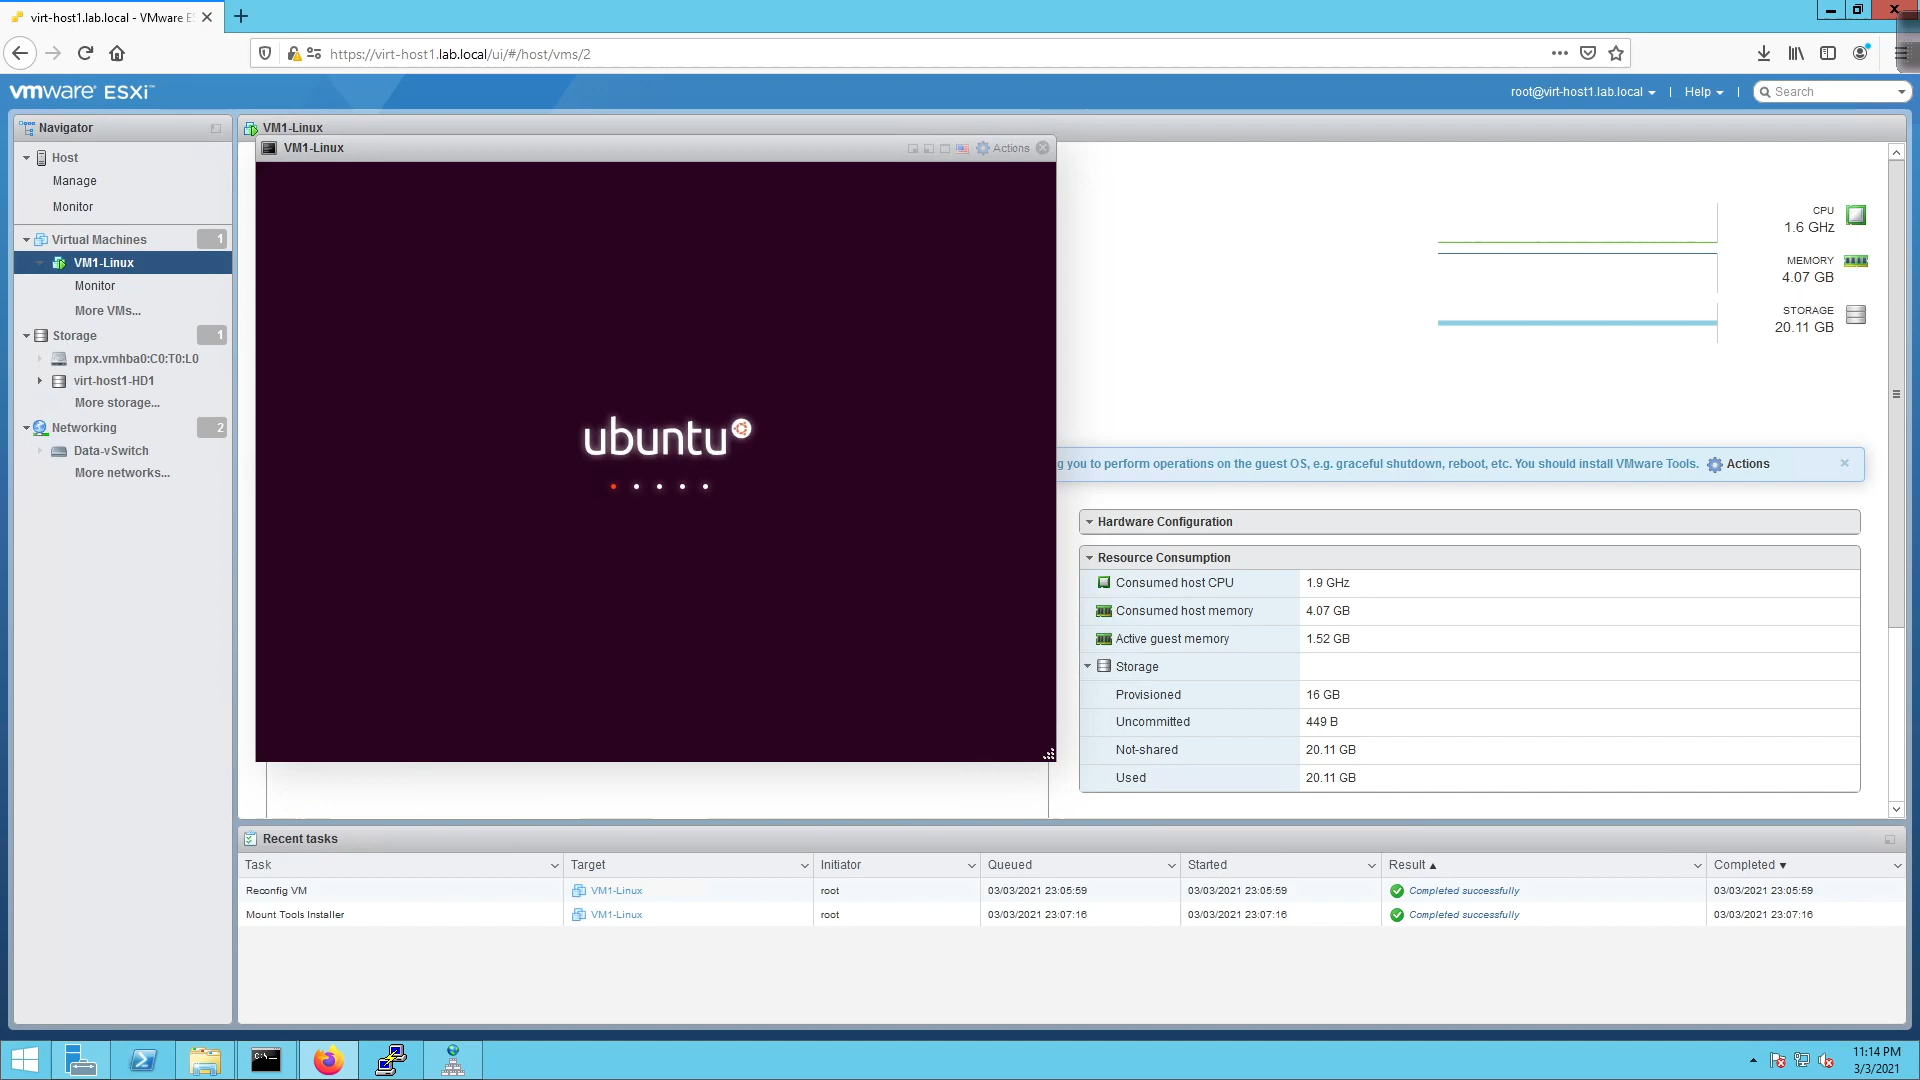 virt-host1.lab.local - VMware ES
https://virt-host1.lab.local/ui/#/host/vms/2
vmware ESXi
root@virt-host1.lab.local | Help | Search
Navigator
Host
Manage
Monitor
Virtual Machines 1
VM1-Linux
Monitor
More VMs...
Storage 1
mpx.vmhba0:C0:T0:L0
virt-host1-HD1
More storage...
Networking 2
Data-vSwitch
More networks...
VM1-Linux
VM1-Linux Actions
ubuntu
CPU
1.6 GHz
MEMORY
4.07 GB
STORAGE
20.11 GB
g you to perform operations on the guest OS, e.g. graceful shutdown, reboot, etc. You should install VMware Tools. Actions
Hardware Configuration
Resource Consumption
Consumed host CPU 1.9 GHz
Consumed host memory 4.07 GB
Active guest memory 1.52 GB
Storage
Provisioned 16 GB
Uncommitted 449 B
Not-shared 20.11 GB
Used 20.11 GB
Recent tasks
Task Target Initiator Queued Started Result Completed
Reconfig VM VM1-Linux root 03/03/2021 23:05:59 03/03/2021 23:05:59 Completed successfully 03/03/2021 23:05:59
Mount Tools Installer VM1-Linux root 03/03/2021 23:07:16 03/03/2021 23:07:16 Completed successfully 03/03/2021 23:07:16
C:\_
11:14 PM
3/3/2021